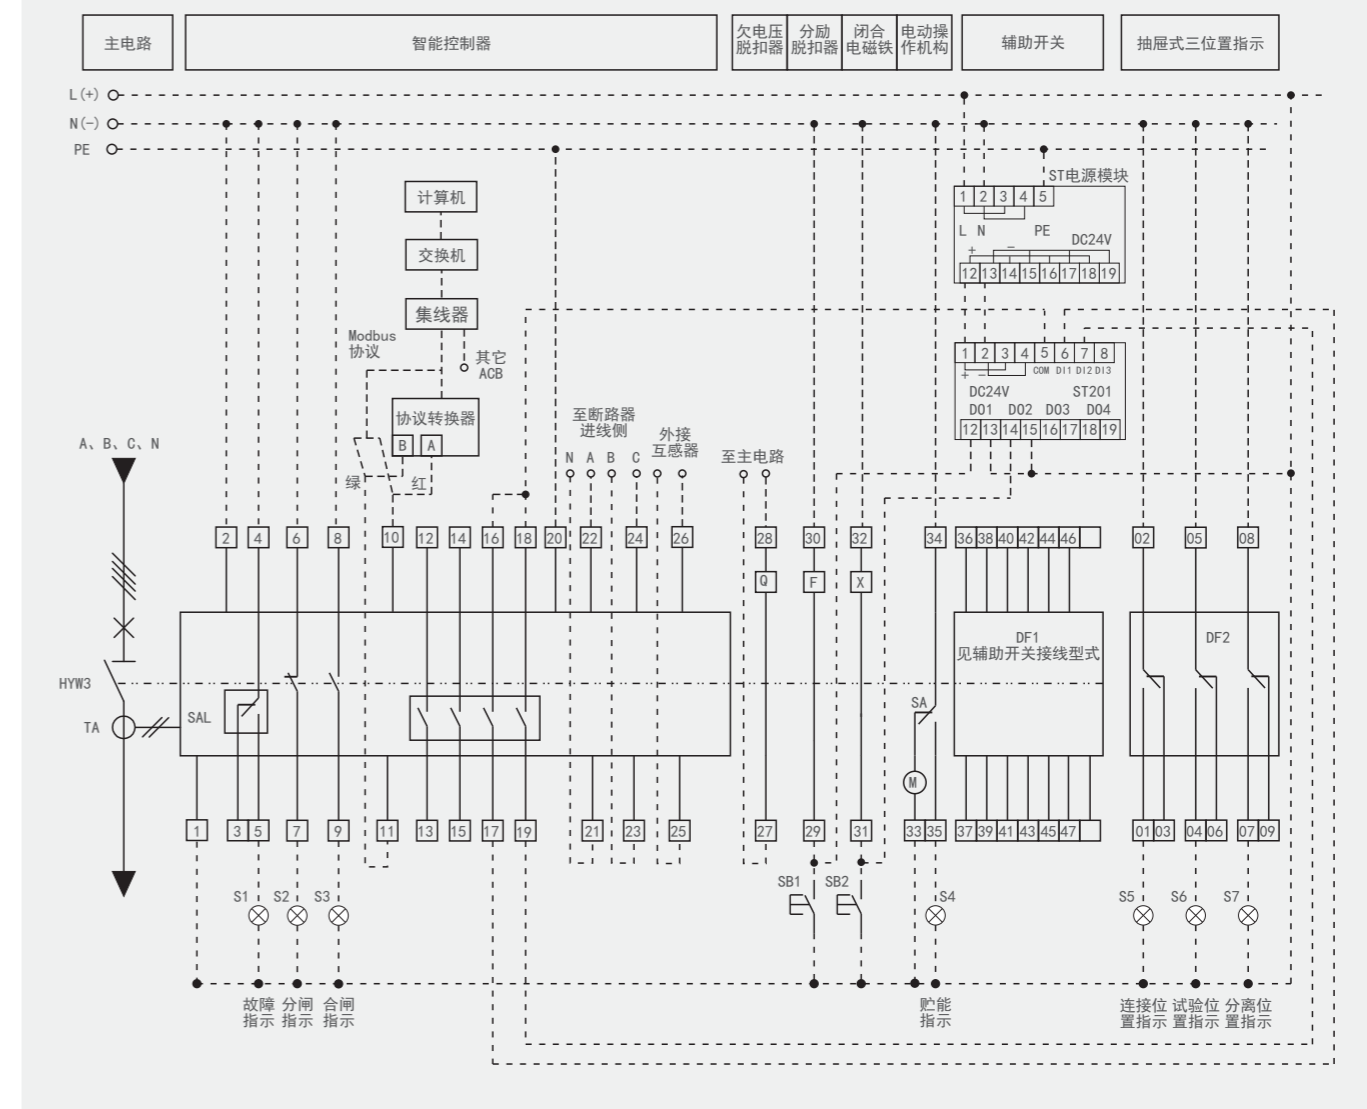 主电路
智能控制器
欠电压
脱扣器
分励
脱扣器
闭合
电磁铁
电动操
作机构
辅助开关
抽屉式三位置指示
L(+)
N(-)
PE
计算机
交换机
集线器
Modbus
协议
其它
ACB
协议转换器
B A
绿 红
ST电源模块
1 2 3 4 5
L N PE
DC24V
+ -
12 13 14 15 16 17 18 19
1 2 3 4 5 6 7 8
+ - COM DI1 DI2 DI3
DC24V ST201
DO1 DO2 DO3 DO4
12 13 14 15 16 17 18 19
至断路器
进线侧
N A B C
外接
互感器
至主电路
A、B、C、N
2 4 6 8 10 12 14 16 18 20 22 24 26 28 30 32 34 36 38 40 42 44 46 02 05 08
Q F X
HYW3
TA
SAL
SA
M
DF1
见辅助开关接线型式
DF2
1 3 5 7 9 11 13 15 17 19 21 23 25 27 29 31 33 35 37 39 41 43 45 47 01 03 04 06 07 09
S1 S2 S3 SB1 SB2 S4 S5 S6 S7
故障
指示
分闸
指示
合闸
指示
贮能
指示
连接位
置指示
试验位
置指示
分离位
置指示